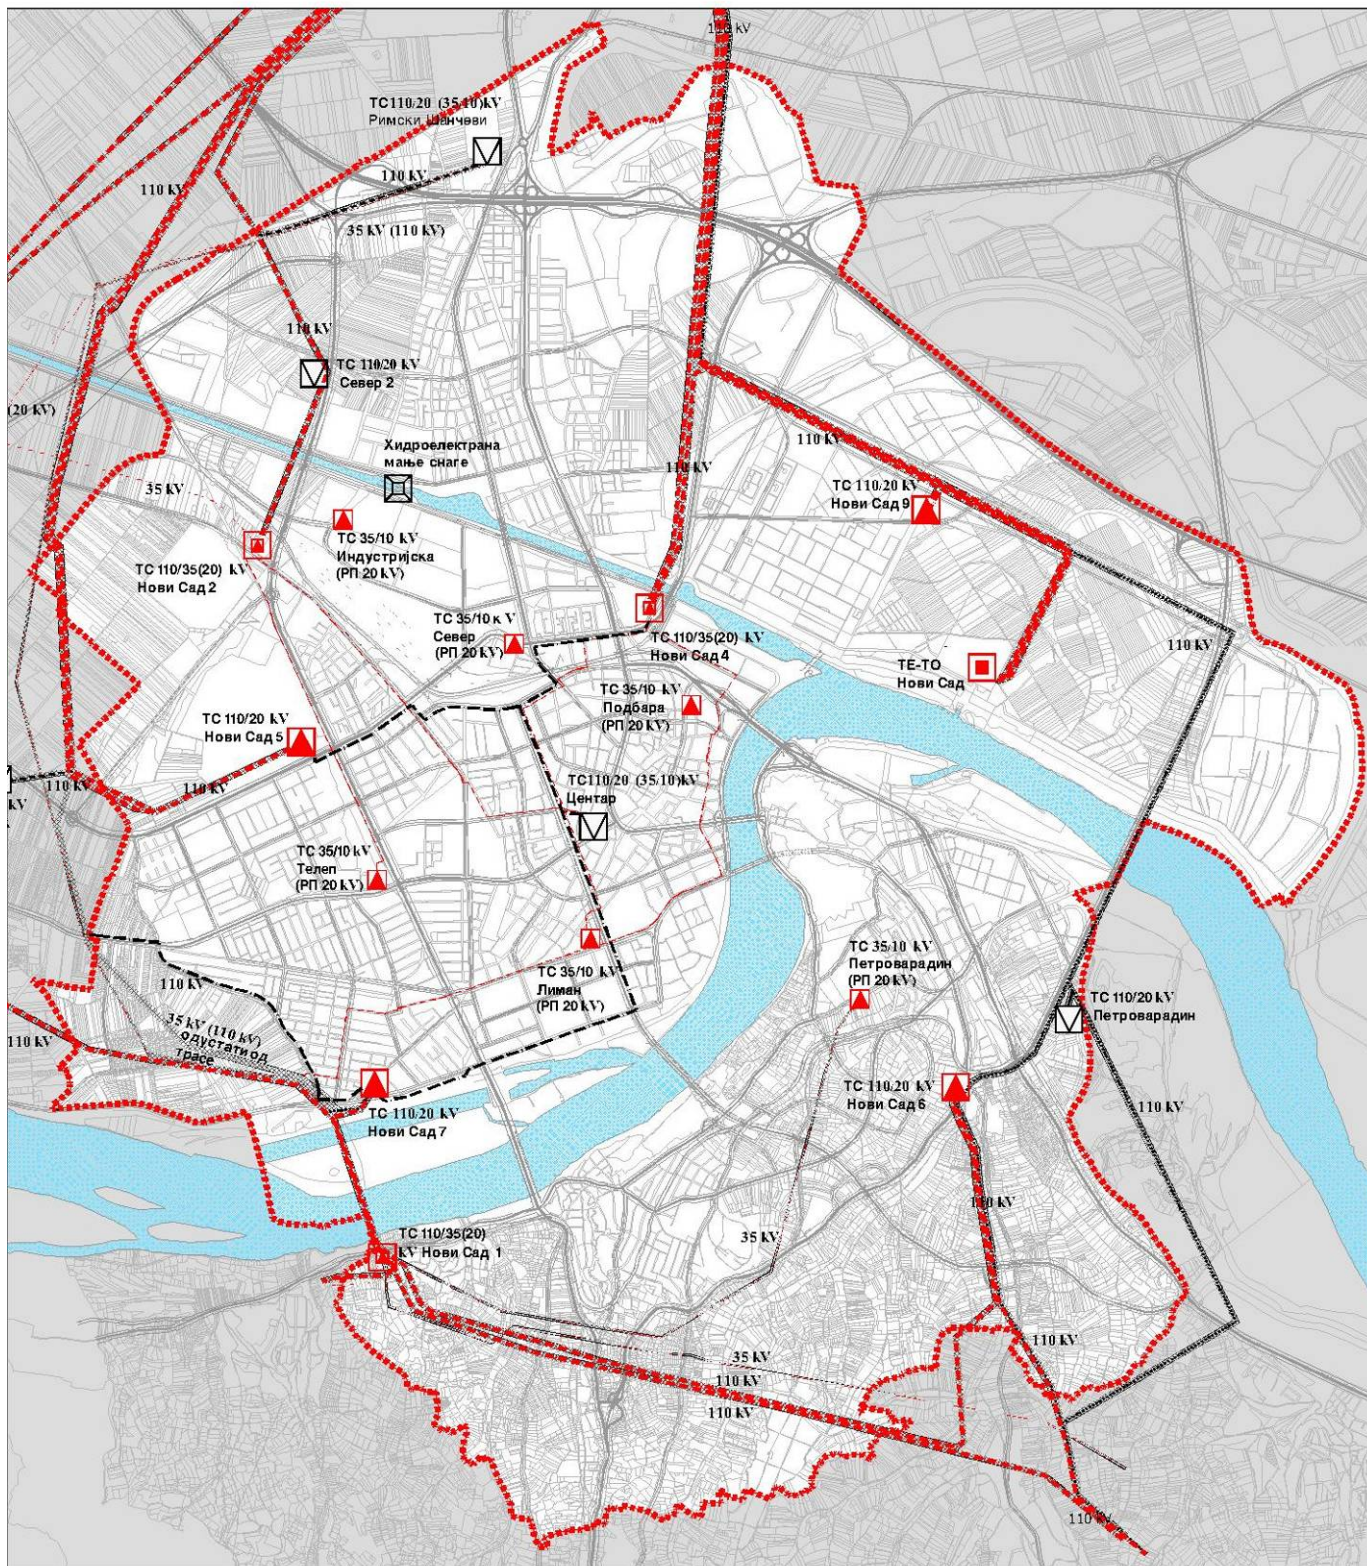 110 kV
ТС110/20 (35/10)kV
Римски Шанчеви
110 kV
110 kV
35 kV (110 kV)
110 kV
ТС 110/20 kV
Север 2
(20 kV)
Хидроелектрана
мање снаге
110 kV
110 kV
35 kV
ТС 110/20 kV
Нови Сад 9
ТС 35/10 kV
Индустријска
(РП 20 kV)
ТС 110/35(20) kV
Нови Сад 2
ТС 35/10 к V
Север
(РП 20 kV)
ТС 110/35(20) kV
Нови Сад 4
110 kV
ТЕ-ТО
Нови Сад
ТС 35/10 kV
Подбара
(РП 20 kV)
ТС 110/20 kV
Нови Сад 5
110 kV
110 kV
kV
ТС110/20 (35/10)kV
Центар
ТС 35/10 kV
Телеп
(РП 20 kV)
110 kV
ТС 35/10 kV
Лиман
(РП 20 kV)
ТС 35/10 kV
Петроварадин
(РП 20 kV)
ТС 110/20 kV
Петроварадин
35 kV (110 kV)
одустати од
трасе
110 kV
ТС 110/20 kV
Нови Сад 7
ТС 110/20 kV
Нови Сад 6
110 kV
110 kV
35 kV
ТС 110/35(20)
kV Нови Сад 1
35 kV
110 kV
110 kV
110 kV
110 kV